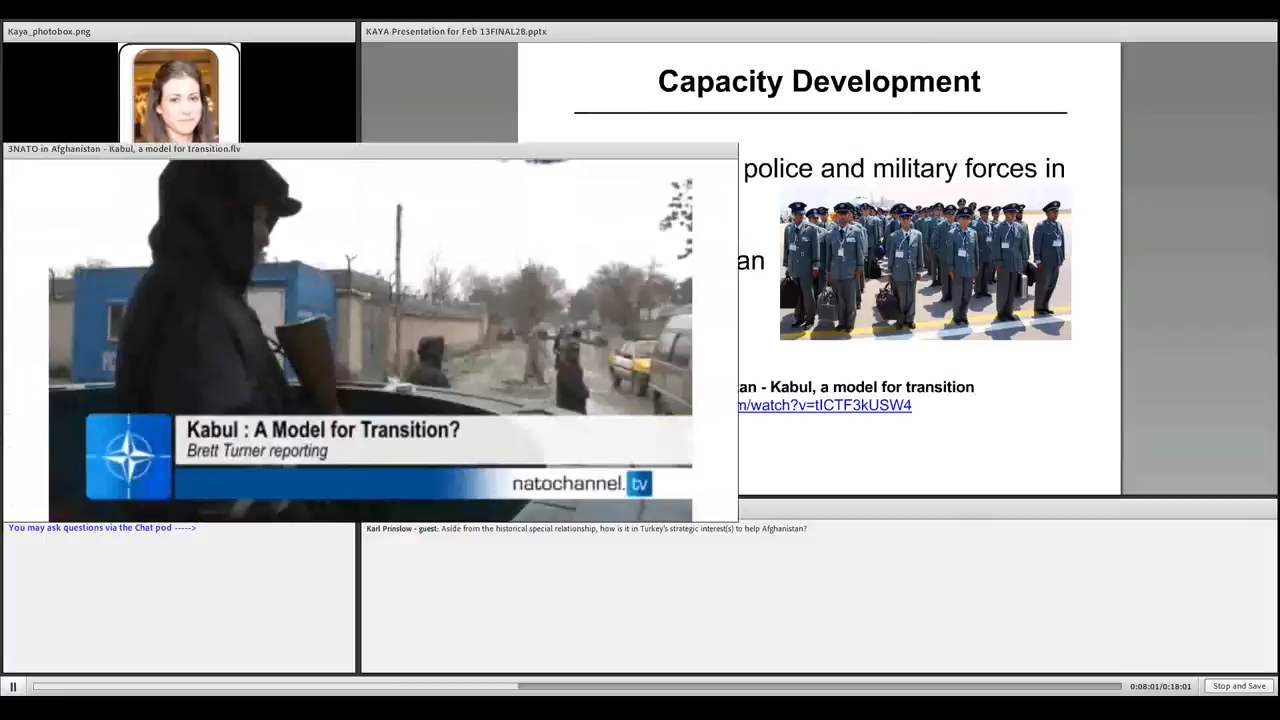 Kaya_photobox.png
KAYA Presentation for Feb 13FINAL2B.pptx
Capacity Development
3NATO in Afghanistan - Kabul, a model for transition.flv
police and military forces in
an
an - Kabul, a model for transition
m/watch?v=tICTF3kUSW4
Kabul : A Model for Transition?
Brett Turner reporting
natochannel.tv
You may ask questions via the Chat pod ----->
Karl Prinslow - guest: Aside from the historical special relationship, how is it in Turkey's strategic interest(s) to help Afghanistan?
0:08:01/0:18:01
Stop and Save